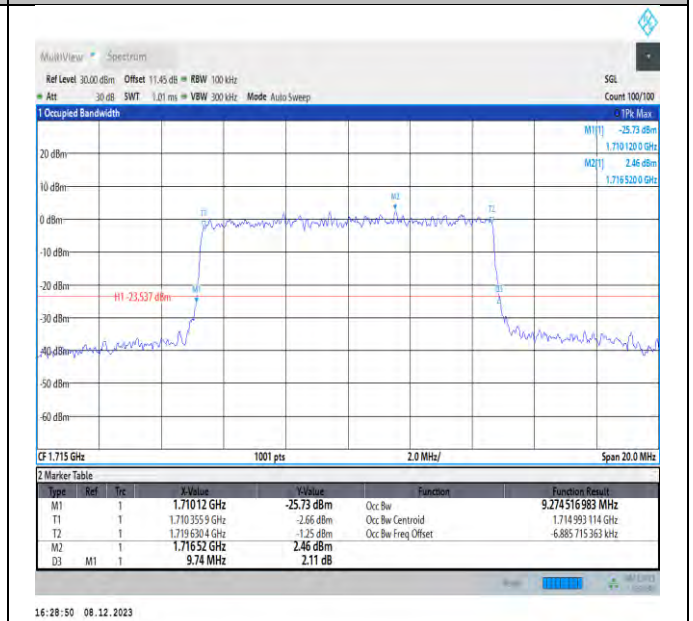 MultiView Spectrum
Ref Level 30.00 dBm Offset 11.45 dB RBW 100 kHz SGL
Att 30 dB SWT 1.01 ms VBW 300 kHz Mode Auto Sweep Count 100/100
1 Occupied Bandwidth 1Pk Max
M1[1] -25.73 dBm
1.710 120 0 GHz
20 dBm M2[1] 2.46 dBm
1.716 520 0 GHz
10 dBm
M2
T1 T2
0 dBm
-10 dBm
-20 dBm
M1 D3
H1 -23.537 dBm
-30 dBm
-40 dBm
-50 dBm
-60 dBm
CF 1.715 GHz 1001 pts 2.0 MHz/ Span 20.0 MHz
2 Marker Table
Type Ref Trc X-Value Y-Value Function Function Result
M1 1 1.71012 GHz -25.73 dBm Occ Bw 9.274 516 983 MHz
T1 1 1.710 355 9 GHz -2.66 dBm Occ Bw Centroid 1.714 993 114 GHz
T2 1 1.719 630 4 GHz -1.25 dBm Occ Bw Freq Offset -6.885 715 363 kHz
M2 1 1.716 52 GHz 2.46 dBm
D3 M1 1 9.74 MHz 2.11 dB
16:28:50 08.12.2023